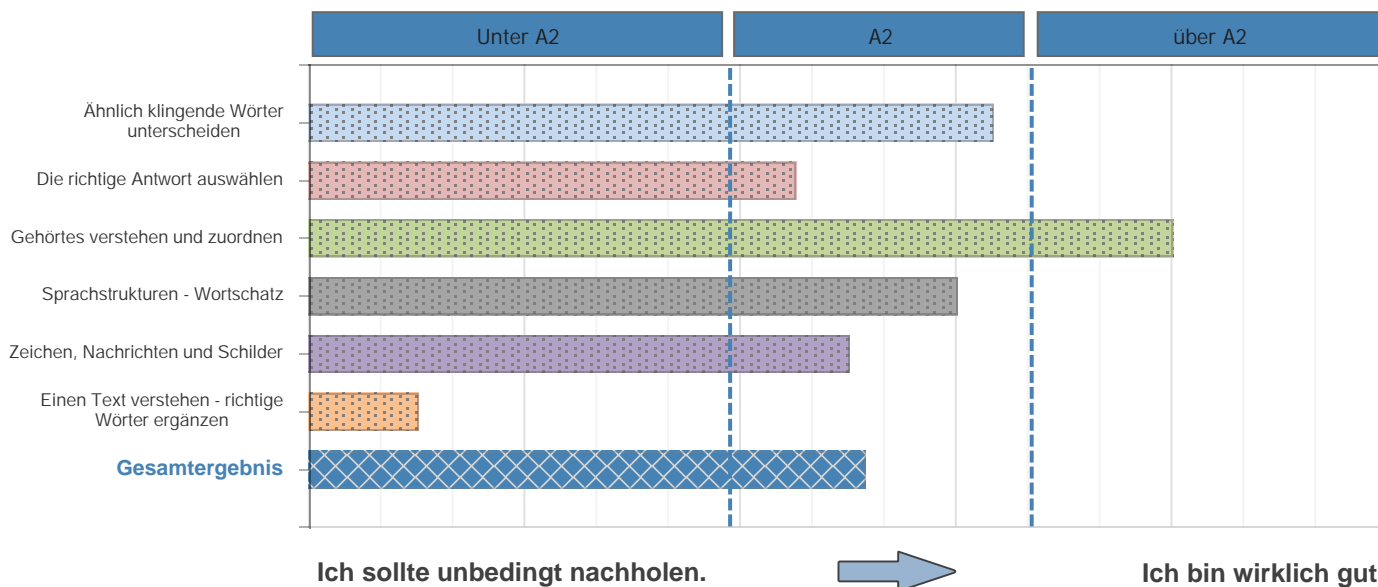 Unter A2
A2
über A2
Ähnlich klingende Wörter
unterscheiden
Die richtige Antwort auswählen
Gehörtes verstehen und zuordnen
Sprachstrukturen - Wortschatz
Zeichen, Nachrichten und Schilder
Einen Text verstehen - richtige
Wörter ergänzen
Gesamtergebnis
Ich sollte unbedingt nachholen.
Ich bin wirklich gut